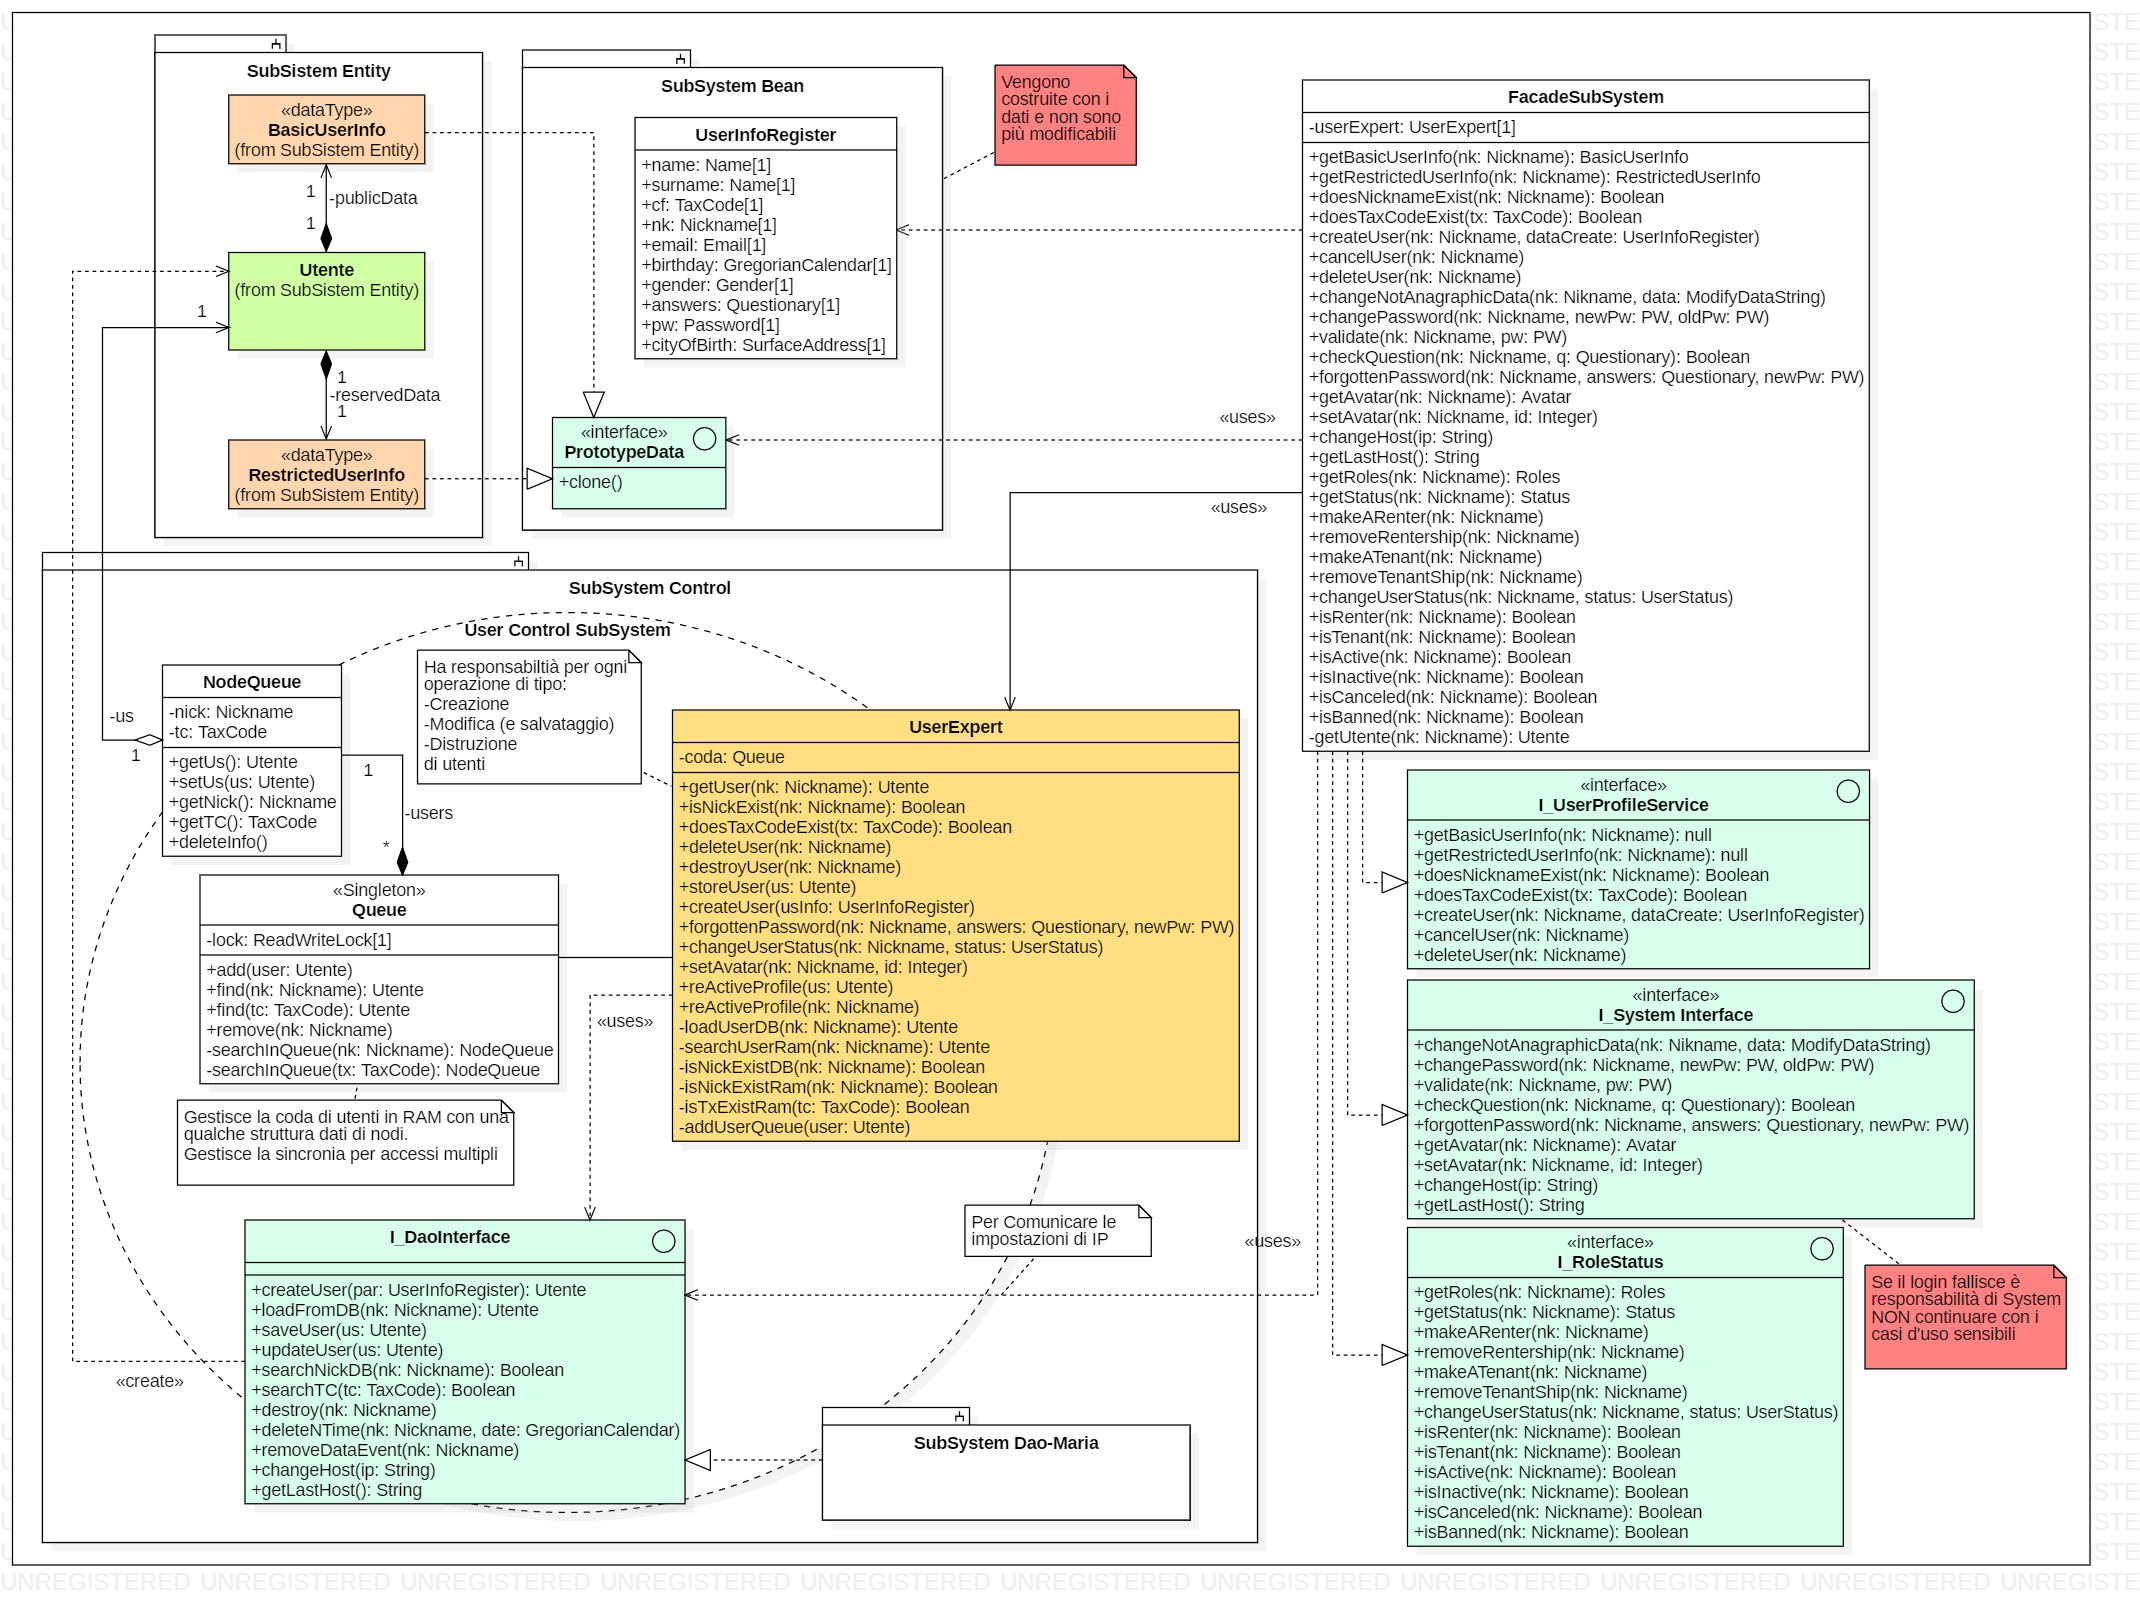 SubSistem Entity
«dataType»
BasicUserInfo
(from SubSistem Entity)
1
-publicData
1
Utente
(from SubSistem Entity)
1
1
-reservedData
1
«dataType»
RestrictedUserInfo
(from SubSistem Entity)
SubSystem Bean
UserInfoRegister
+name: Name[1]
+surname: Name[1]
+cf: TaxCode[1]
+nk: Nickname[1]
+email: Email[1]
+birthday: GregorianCalendar[1]
+gender: Gender[1]
+answers: Questionary[1]
+pw: Password[1]
+cityOfBirth: SurfaceAddress[1]
«interface»
PrototypeData
+clone()
Vengono
costruite con i
dati e non sono
più modificabili
«uses»
«uses»
FacadeSubSystem
-userExpert: UserExpert[1]
+getBasicUserInfo(nk: Nickname): BasicUserInfo
+getRestrictedUserInfo(nk: Nickname): RestrictedUserInfo
+doesNicknameExist(nk: Nickname): Boolean
+doesTaxCodeExist(tx: TaxCode): Boolean
+createUser(nk: Nickname, dataCreate: UserInfoRegister)
+cancelUser(nk: Nickname)
+deleteUser(nk: Nickname)
+changeNotAnagraphicData(nk: Nikname, data: ModifyDataString)
+changePassword(nk: Nickname, newPw: PW, oldPw: PW)
+validate(nk: Nickname, pw: PW)
+checkQuestion(nk: Nickname, q: Questionary): Boolean
+forgottenPassword(nk: Nickname, answers: Questionary, newPw: PW)
+getAvatar(nk: Nickname): Avatar
+setAvatar(nk: Nickname, id: Integer)
+changeHost(ip: String)
+getLastHost(): String
+getRoles(nk: Nickname): Roles
+getStatus(nk: Nickname): Status
+makeARenter(nk: Nickname)
+removeRentership(nk: Nickname)
+makeATenant(nk: Nickname)
+removeTenantShip(nk: Nickname)
+changeUserStatus(nk: Nickname, status: UserStatus)
+isRenter(nk: Nickname): Boolean
+isTenant(nk: Nickname): Boolean
+isActive(nk: Nickname): Boolean
+isInactive(nk: Nickname): Boolean
+isCanceled(nk: Nickname): Boolean
+isBanned(nk: Nickname): Boolean
-getUtente(nk: Nickname): Utente
SubSystem Control
User Control SubSystem
NodeQueue
-nick: Nickname
-tc: TaxCode
+getUs(): Utente
+setUs(us: Utente)
+getNick(): Nickname
+getTC(): TaxCode
+deleteInfo()
-us
1
1
-users
*
Ha responsabiltià per ogni
operazione di tipo:
-Creazione
-Modifica (e salvataggio)
-Distruzione
di utenti
UserExpert
-coda: Queue
+getUser(nk: Nickname): Utente
+isNickExist(nk: Nickname): Boolean
+doesTaxCodeExist(tx: TaxCode): Boolean
+deleteUser(nk: Nickname)
+destroyUser(nk: Nickname)
+storeUser(us: Utente)
+createUser(usInfo: UserInfoRegister)
+forgottenPassword(nk: Nickname, answers: Questionary, newPw: PW)
+changeUserStatus(nk: Nickname, status: UserStatus)
+setAvatar(nk: Nickname, id: Integer)
+reActiveProfile(us: Utente)
+reActiveProfile(nk: Nickname)
-loadUserDB(nk: Nickname): Utente
-searchUserRam(nk: Nickname): Utente
-isNickExistDB(nk: Nickname): Boolean
-isNickExistRam(nk: Nickname): Boolean
-isTxExistRam(tc: TaxCode): Boolean
-addUserQueue(user: Utente)
«Singleton»
Queue
-lock: ReadWriteLock[1]
+add(user: Utente)
+find(nk: Nickname): Utente
+find(tc: TaxCode): Utente
+remove(nk: Nickname)
-searchInQueue(nk: Nickname): NodeQueue
-searchInQueue(tx: TaxCode): NodeQueue
«uses»
Gestisce la coda di utenti in RAM con una
qualche struttura dati di nodi.
Gestisce la sincronia per accessi multipli
Per Comunicare le
impostazioni di IP
«uses»
I_DaoInterface
+createUser(par: UserInfoRegister): Utente
+loadFromDB(nk: Nickname): Utente
+saveUser(us: Utente)
+updateUser(us: Utente)
+searchNickDB(nk: Nickname): Boolean
+searchTC(tc: TaxCode): Boolean
+destroy(nk: Nickname)
+deleteNTime(nk: Nickname, date: GregorianCalendar)
+removeDataEvent(nk: Nickname)
+changeHost(ip: String)
+getLastHost(): String
«create»
SubSystem Dao-Maria
«interface»
I_UserProfileService
+getBasicUserInfo(nk: Nickname): null
+getRestrictedUserInfo(nk: Nickname): null
+doesNicknameExist(nk: Nickname): Boolean
+doesTaxCodeExist(tx: TaxCode): Boolean
+createUser(nk: Nickname, dataCreate: UserInfoRegister)
+cancelUser(nk: Nickname)
+deleteUser(nk: Nickname)
«interface»
I_System Interface
+changeNotAnagraphicData(nk: Nikname, data: ModifyDataString)
+changePassword(nk: Nickname, newPw: PW, oldPw: PW)
+validate(nk: Nickname, pw: PW)
+checkQuestion(nk: Nickname, q: Questionary): Boolean
+forgottenPassword(nk: Nickname, answers: Questionary, newPw: PW)
+getAvatar(nk: Nickname): Avatar
+setAvatar(nk: Nickname, id: Integer)
+changeHost(ip: String)
+getLastHost(): String
«interface»
I_RoleStatus
+getRoles(nk: Nickname): Roles
+getStatus(nk: Nickname): Status
+makeARenter(nk: Nickname)
+removeRentership(nk: Nickname)
+makeATenant(nk: Nickname)
+removeTenantShip(nk: Nickname)
+changeUserStatus(nk: Nickname, status: UserStatus)
+isRenter(nk: Nickname): Boolean
+isTenant(nk: Nickname): Boolean
+isActive(nk: Nickname): Boolean
+isInactive(nk: Nickname): Boolean
+isCanceled(nk: Nickname): Boolean
+isBanned(nk: Nickname): Boolean
Se il login fallisce è
responsabilità di System
NON continuare con i
casi d'uso sensibili
UNREGISTERED UNREGISTERED UNREGISTERED UNREGISTERED UNREGISTERED UNREGISTERED UNREGISTERED UNREGISTERED UNREGISTERED UNREGISTERED UNREGISTE